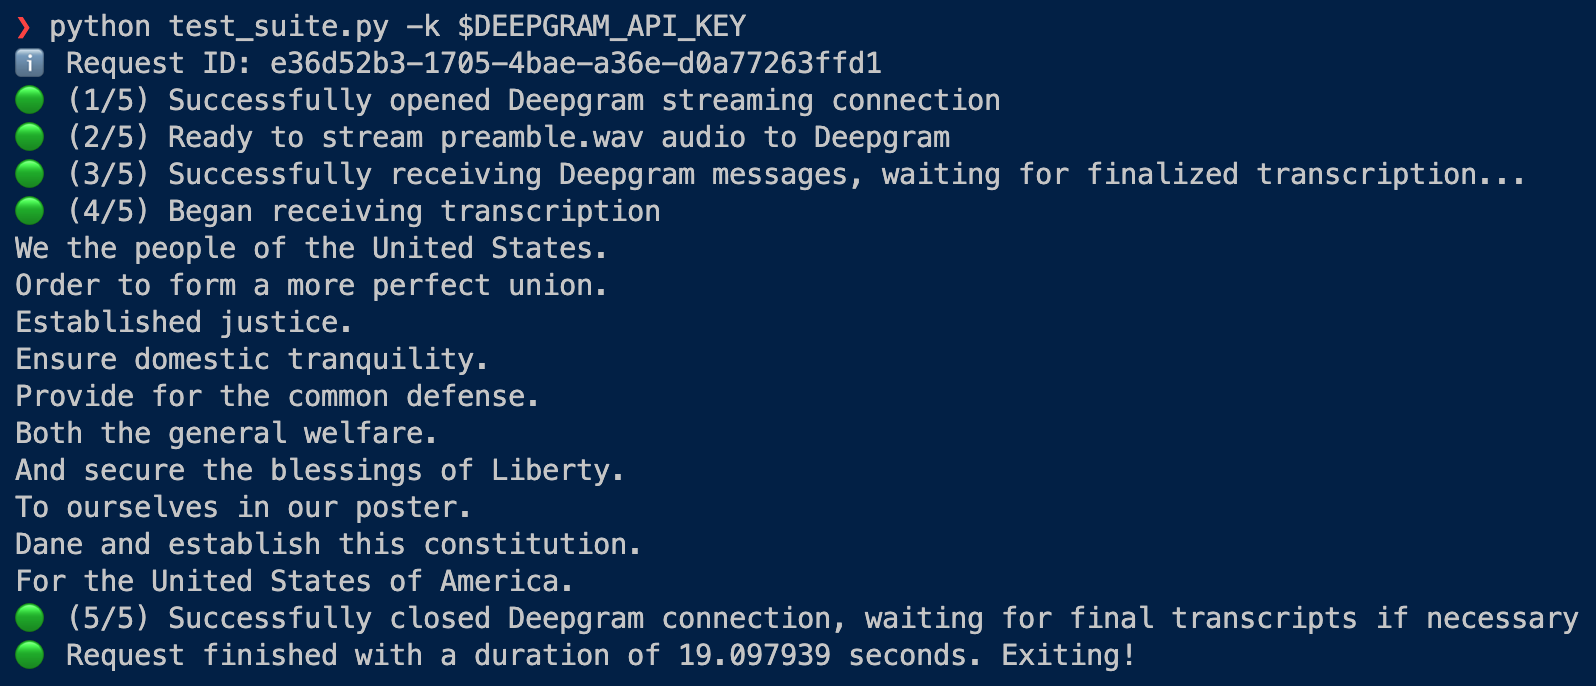 ❯ python test_suite.py -k $DEEPGRAM_API_KEY
ℹ️ Request ID: e36d52b3-1705-4bae-a36e-d0a77263ffd1
🟢 (1/5) Successfully opened Deepgram streaming connection
🟢 (2/5) Ready to stream preamble.wav audio to Deepgram
🟢 (3/5) Successfully receiving Deepgram messages, waiting for finalized transcription...
🟢 (4/5) Began receiving transcription
We the people of the United States.
Order to form a more perfect union.
Established justice.
Ensure domestic tranquility.
Provide for the common defense.
Both the general welfare.
And secure the blessings of Liberty.
To ourselves in our poster.
Dane and establish this constitution.
For the United States of America.
🟢 (5/5) Successfully closed Deepgram connection, waiting for final transcripts if necessary
🟢 Request finished with a duration of 19.097939 seconds. Exiting!